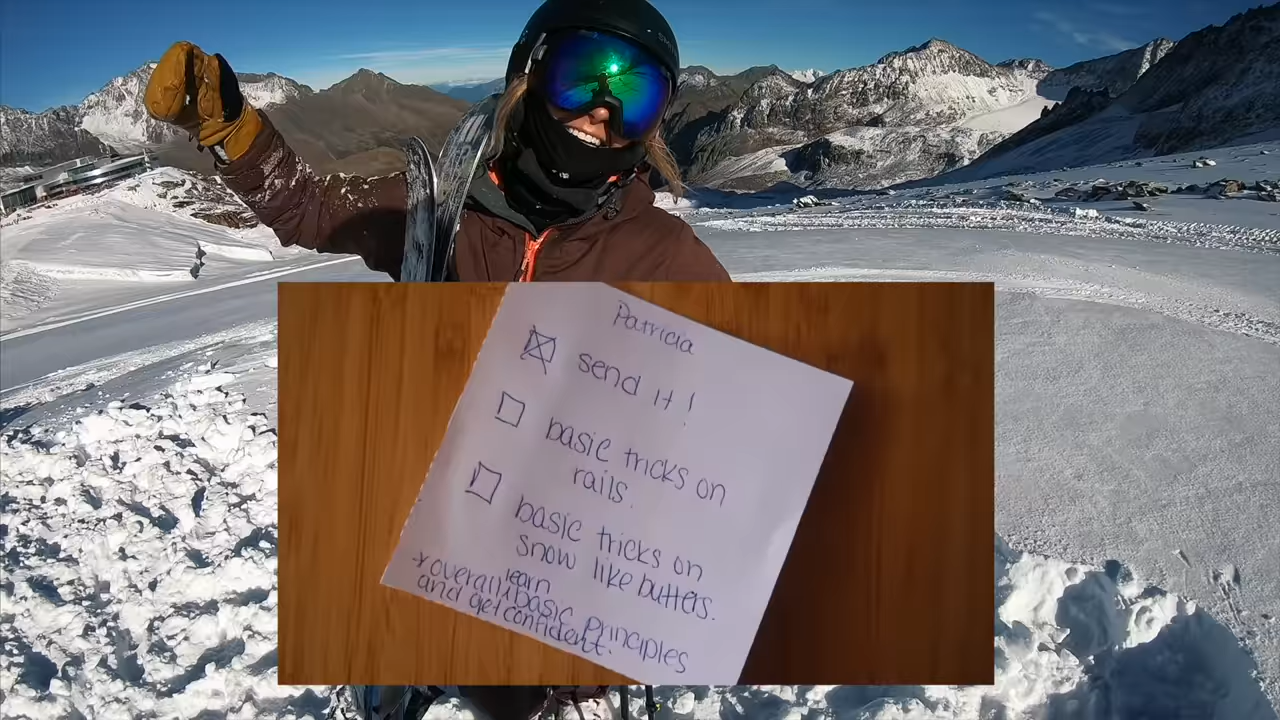 Patricia
send it!
basic tricks on
rails.
basic tricks on
snow like butters.
learn
*overall basic principles
and get confident.